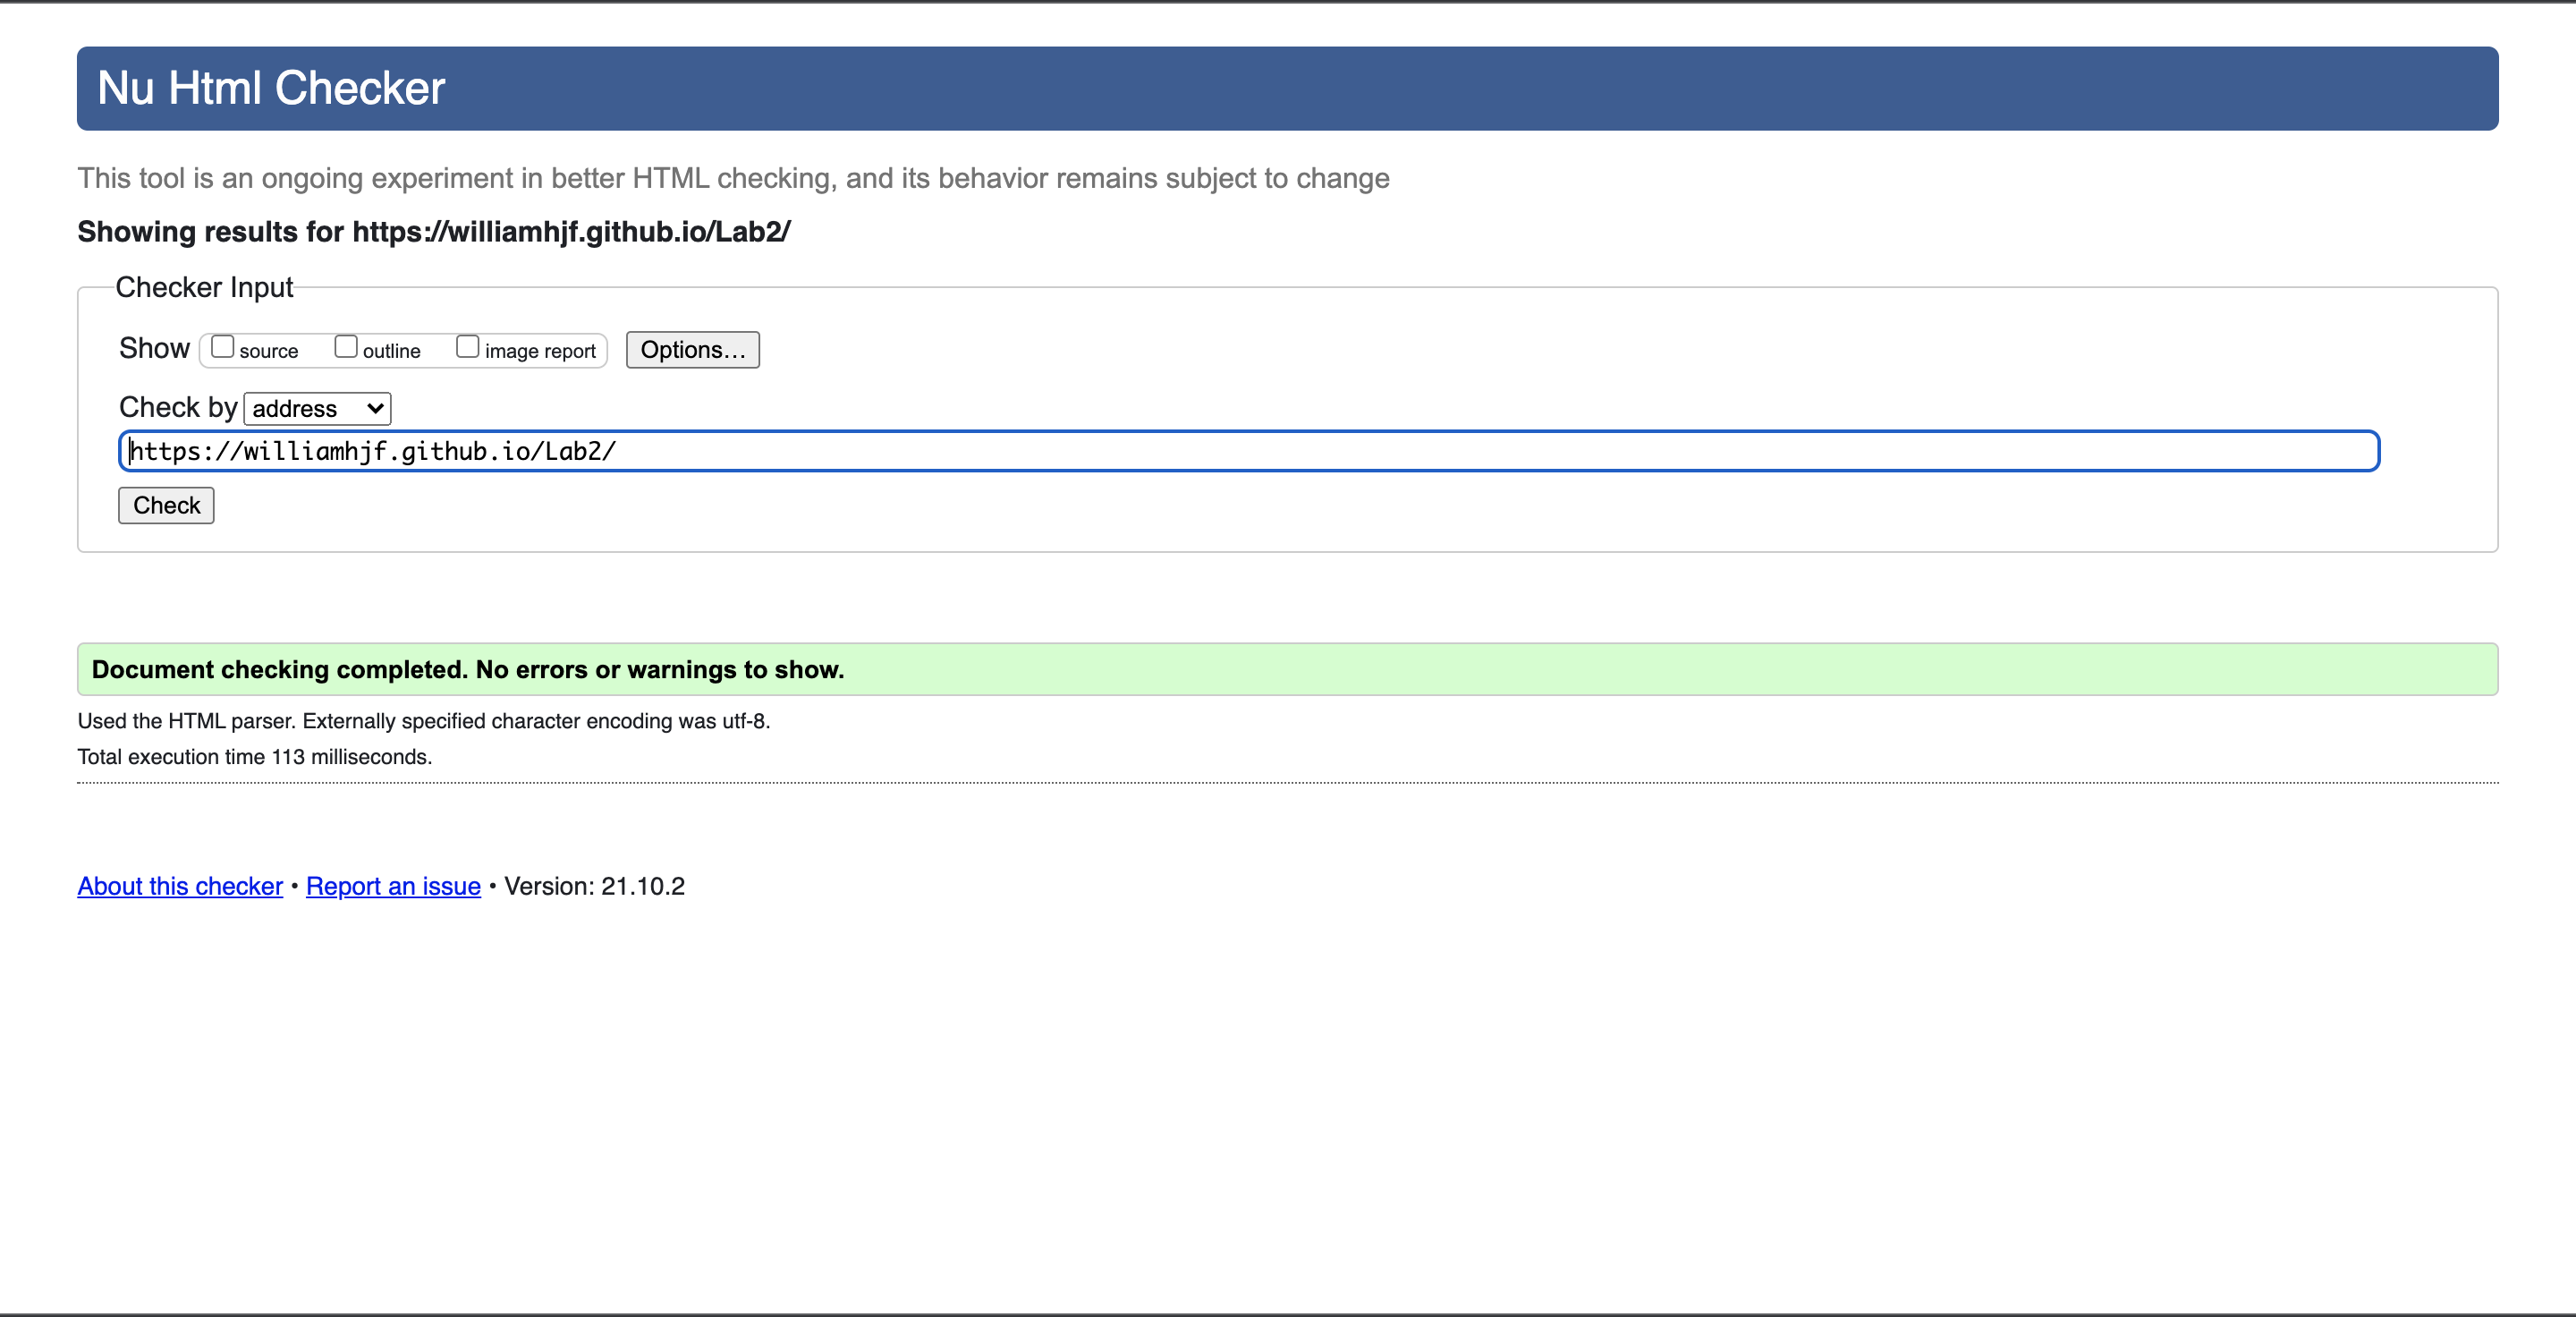 Nu Html Checker
This tool is an ongoing experiment in better HTML checking, and its behavior remains subject to change
Showing results for https://williamhjf.github.io/Lab2/
Checker Input
Show source outline image report Options...
Check by address
https://williamhjf.github.io/Lab2/
Check
Document checking completed. No errors or warnings to show.
Used the HTML parser. Externally specified character encoding was utf-8.
Total execution time 113 milliseconds.
About this checker • Report an issue • Version: 21.10.2